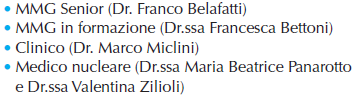 • MMG Senior (Dr. Franco Belafatti)
• MMG in formazione (Dr.ssa Francesca Bettoni)
• Clinico (Dr. Marco Miclini)
• Medico nucleare (Dr.ssa Maria Beatrice Panarotto
e Dr.ssa Valentina Zilioli)